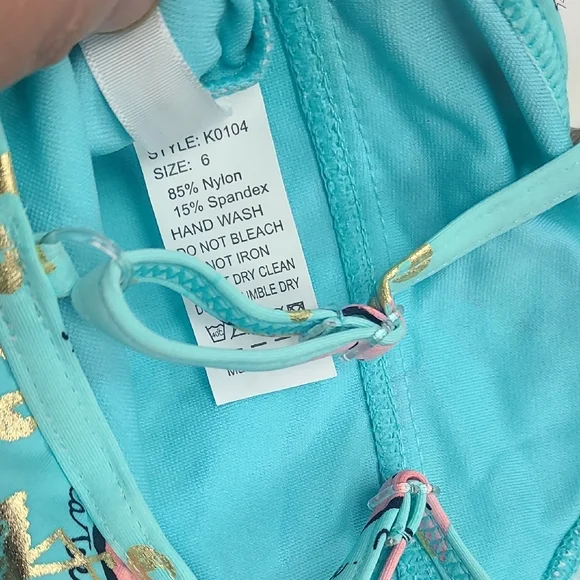 STYLE: K0104
SIZE: 6
85% Nylon
15% Spandex
HAND WASH
DO NOT BLEACH
NOT IRON
DRY CLEAN
TUMBLE DRY